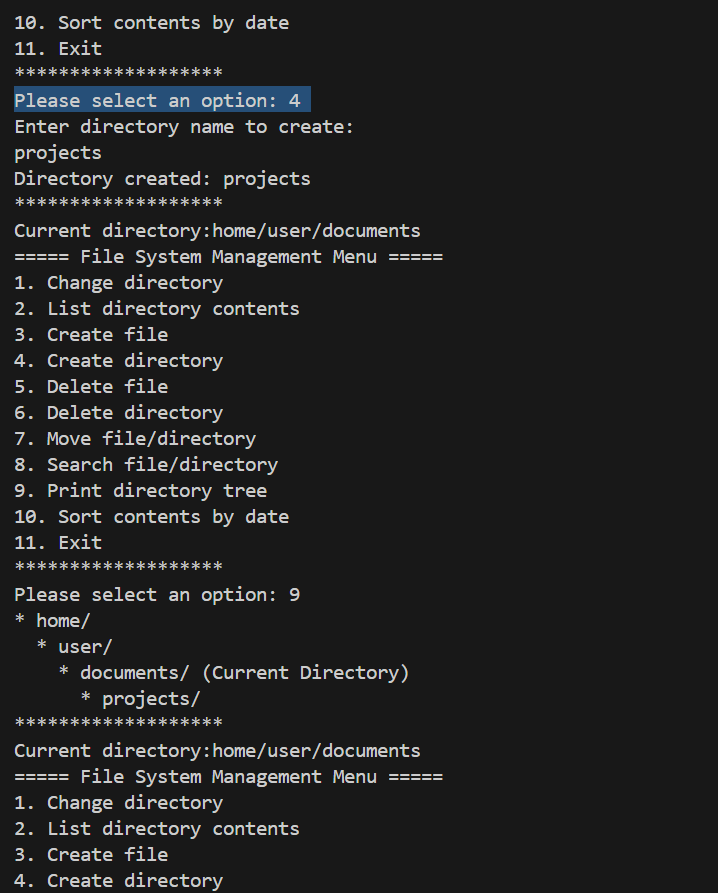 10. Sort contents by date
11. Exit
*******************
Please select an option: 4
Enter directory name to create:
projects
Directory created: projects
*******************
Current directory:home/user/documents
===== File System Management Menu =====
1. Change directory
2. List directory contents
3. Create file
4. Create directory
5. Delete file
6. Delete directory
7. Move file/directory
8. Search file/directory
9. Print directory tree
10. Sort contents by date
11. Exit
*******************
Please select an option: 9
* home/
  * user/
    * documents/ (Current Directory)
      * projects/
*******************
Current directory:home/user/documents
===== File System Management Menu =====
1. Change directory
2. List directory contents
3. Create file
4. Create directory